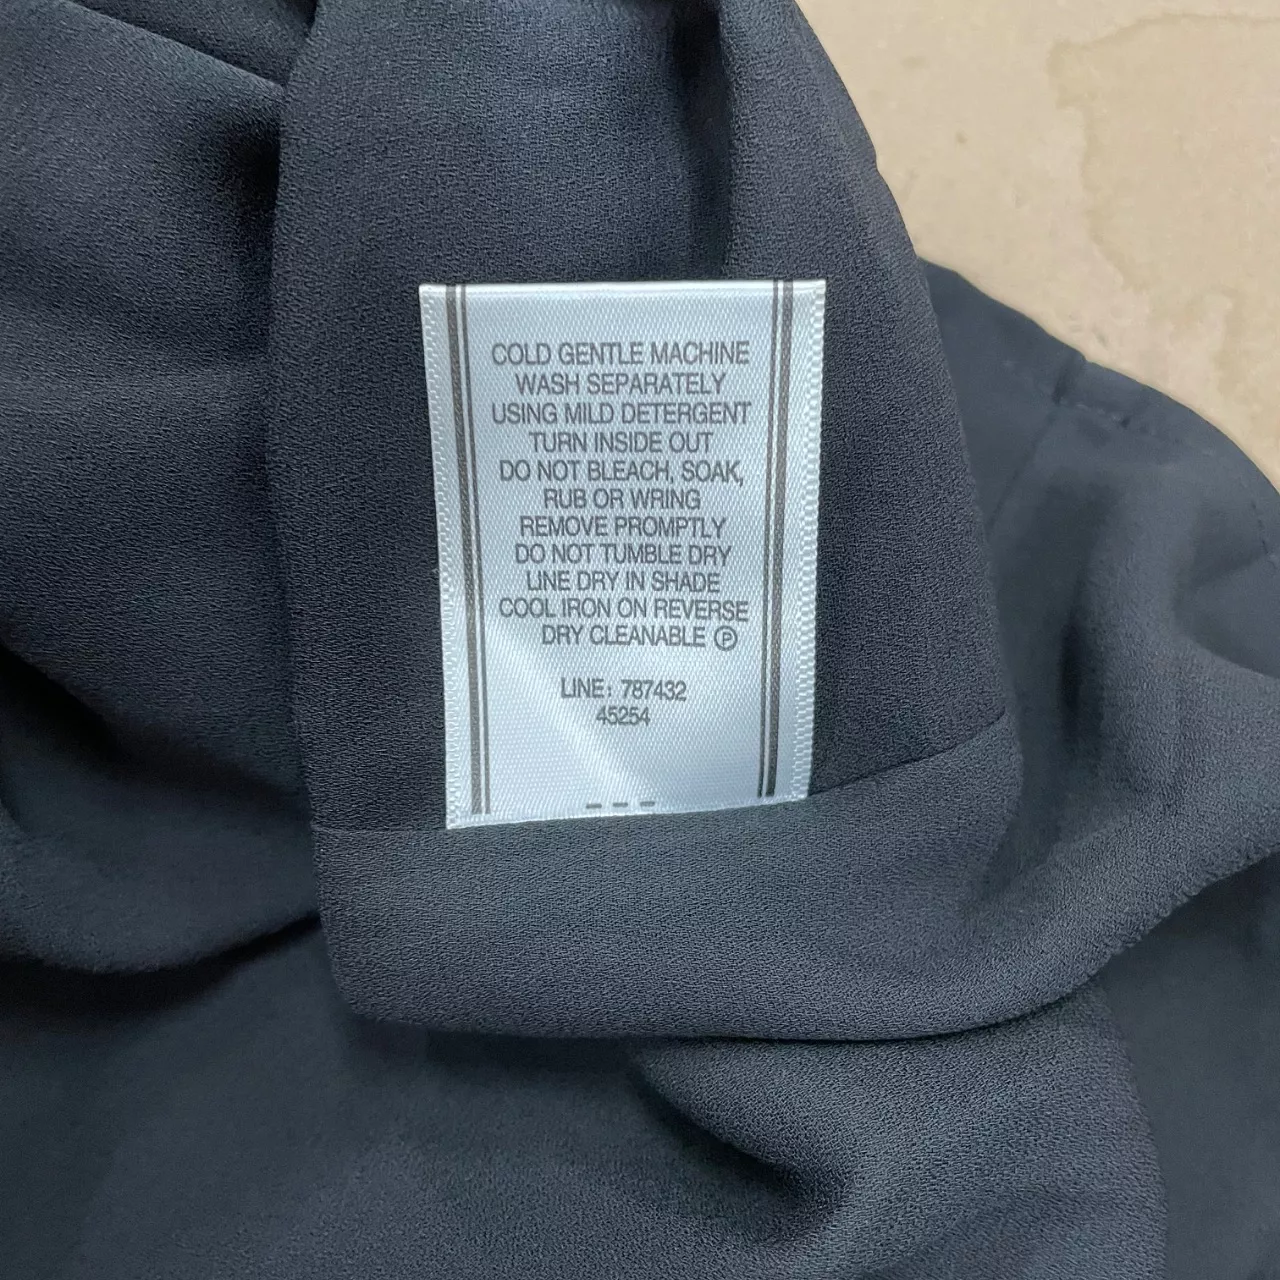 COLD GENTLE MACHINE
WASH SEPARATELY
USING MILD DETERGENT
TURN INSIDE OUT
DO NOT BLEACH, SOAK,
RUB OR WRING
REMOVE PROMPTLY
DO NOT TUMBLE DRY
LINE DRY IN SHADE
COOL IRON ON REVERSE
DRY CLEANABLE Ⓟ
LINE: 787432
45254